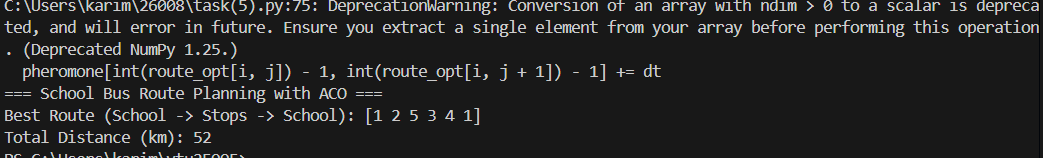 C:\Users\karim\26008\task(5).py:75: DeprecationWarning: Conversion of an array with ndim > 0 to a scalar is depreca
ted, and will error in future. Ensure you extract a single element from your array before performing this operation
. (Deprecated NumPy 1.25.)
  pheromone[int(route_opt[i, j]) - 1, int(route_opt[i, j + 1]) - 1] += dt
=== School Bus Route Planning with ACO ===
Best Route (School -> Stops -> School): [1 2 5 3 4 1]
Total Distance (km): 52